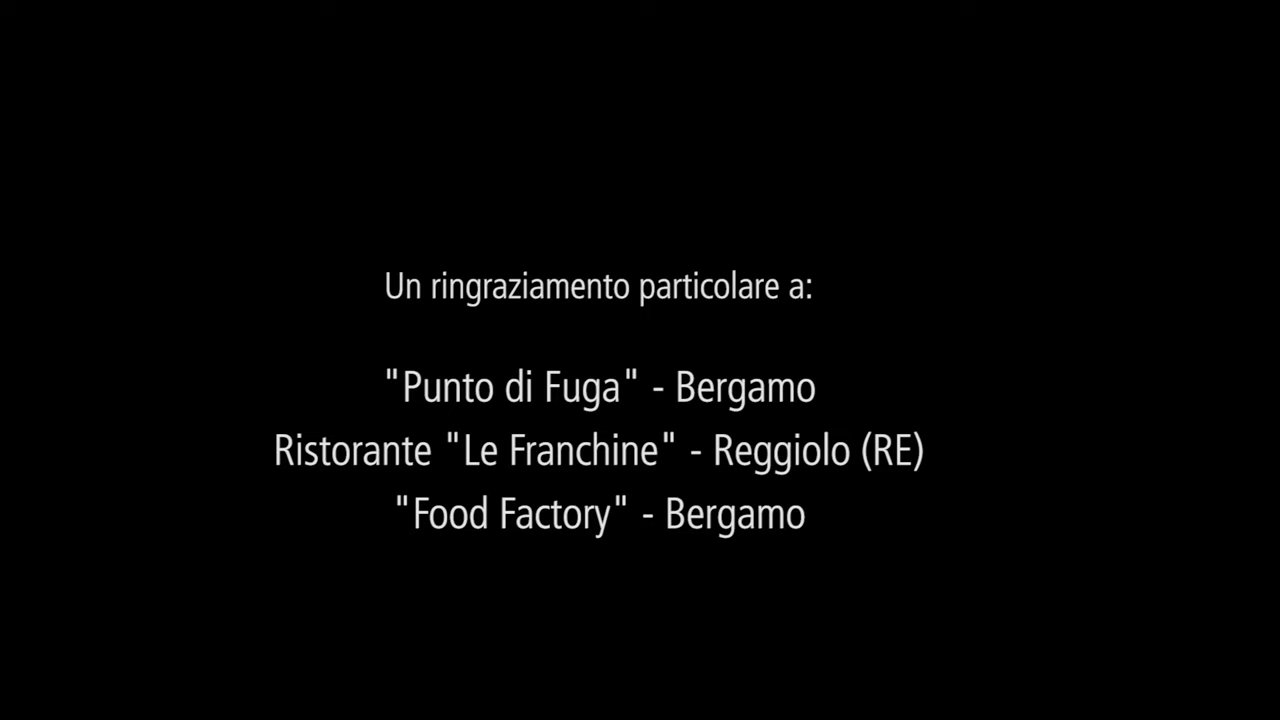 Un ringraziamento particolare a:
"Punto di Fuga" - Bergamo
Ristorante "Le Franchine" - Reggiolo (RE)
"Food Factory" - Bergamo